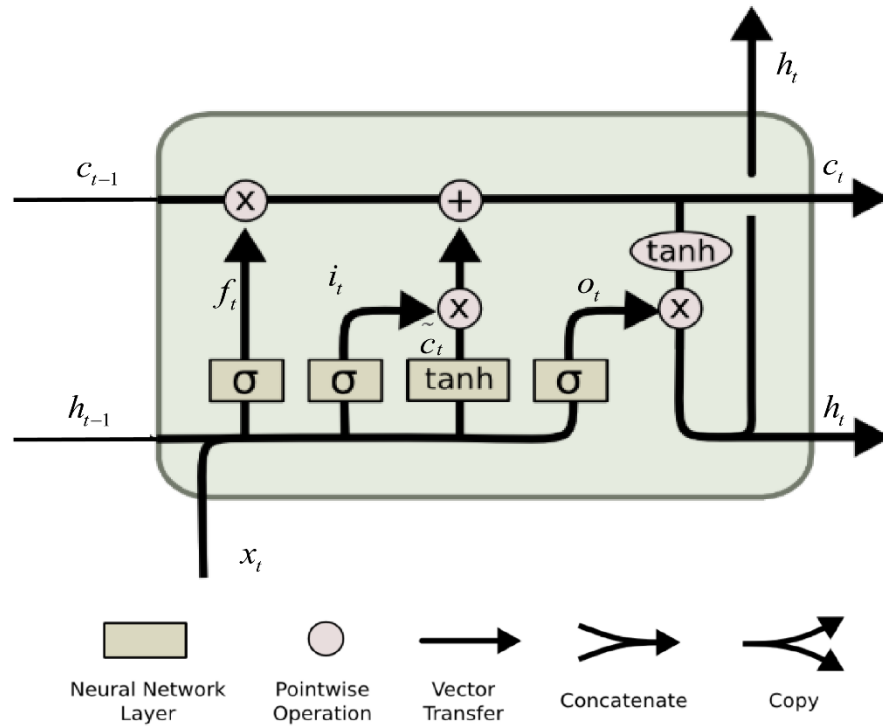 h_t
c_{t-1}
c_t
x
+
tanh
f_t
i_t
x
o_t
x
\tilde{c}_t
σ
σ
tanh
σ
h_{t-1}
h_t
x_t
Neural Network
Layer
Pointwise
Operation
Vector
Transfer
Concatenate
Copy